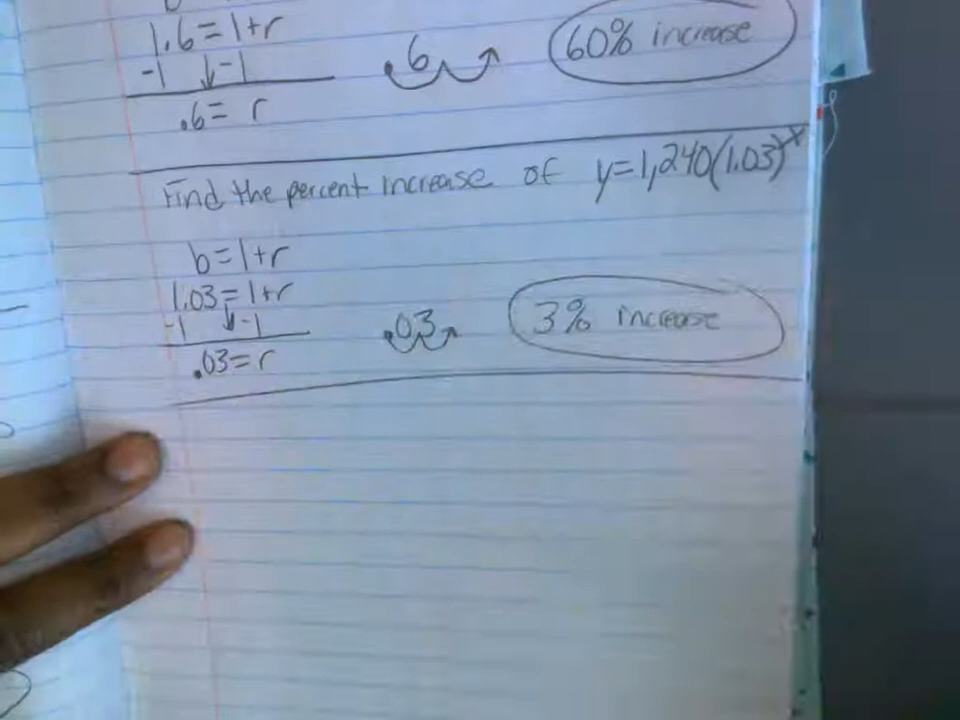 1.6 = 1+r
-1 ↓ -1
.6 = r
.6
60% increase
Find the percent increase of y=1,240(1.03)^x
b = 1+r
1.03 = 1+r
-1 ↓ -1
.03 = r
.03
3% increase